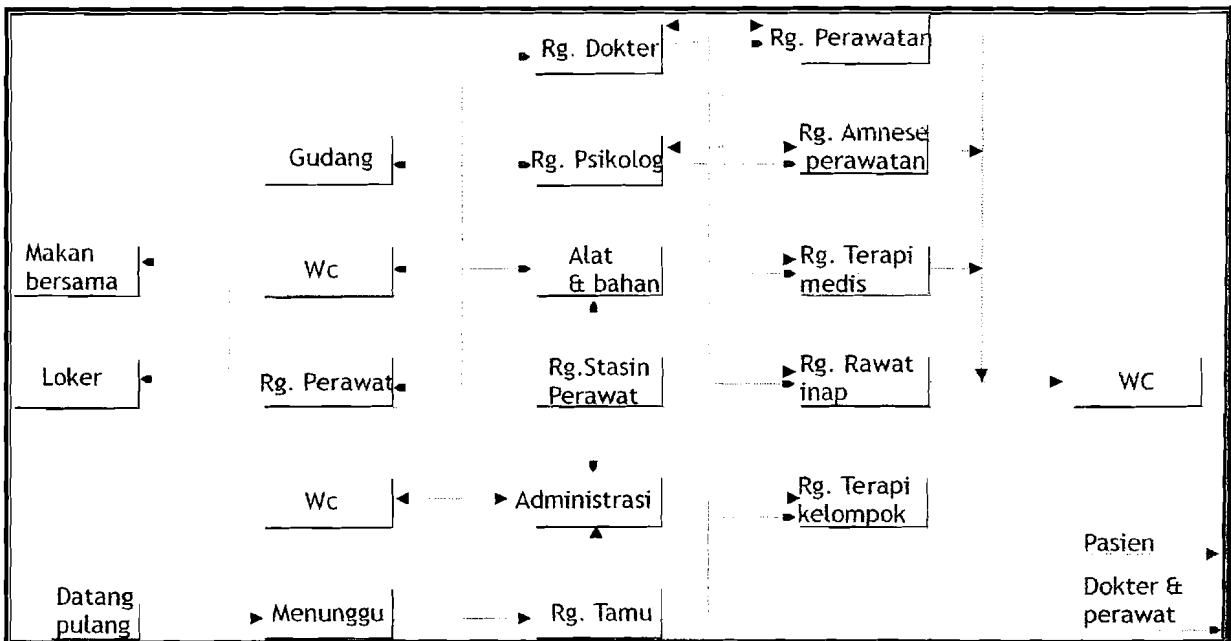 Rg. Dokter
Rg. Perawatan
Gudang
Rg. Psikolog
Rg. Amnese
perawatan
Makan
bersama
Wc
Alat
& bahan
Rg. Terapi
medis
Loker
Rg. Perawat
Rg.Stasin
Perawat
Rg. Rawat
inap
WC
Wc
Administrasi
Rg. Terapi
kelompok
Pasien
Dokter &
perawat
Datang
pulang
Menunggu
Rg. Tamu